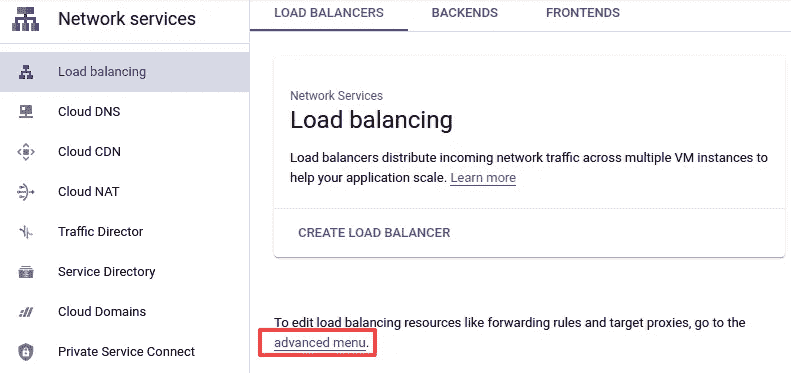 Network services
Load balancing
Cloud DNS
Cloud CDN
Cloud NAT
Traffic Director
Service Directory
Cloud Domains
Private Service Connect
LOAD BALANCERS BACKENDS FRONTENDS
Network Services
Load balancing
Load balancers distribute incoming network traffic across multiple VM instances to
help your application scale. Learn more
CREATE LOAD BALANCER
To edit load balancing resources like forwarding rules and target proxies, go to the
advanced menu.